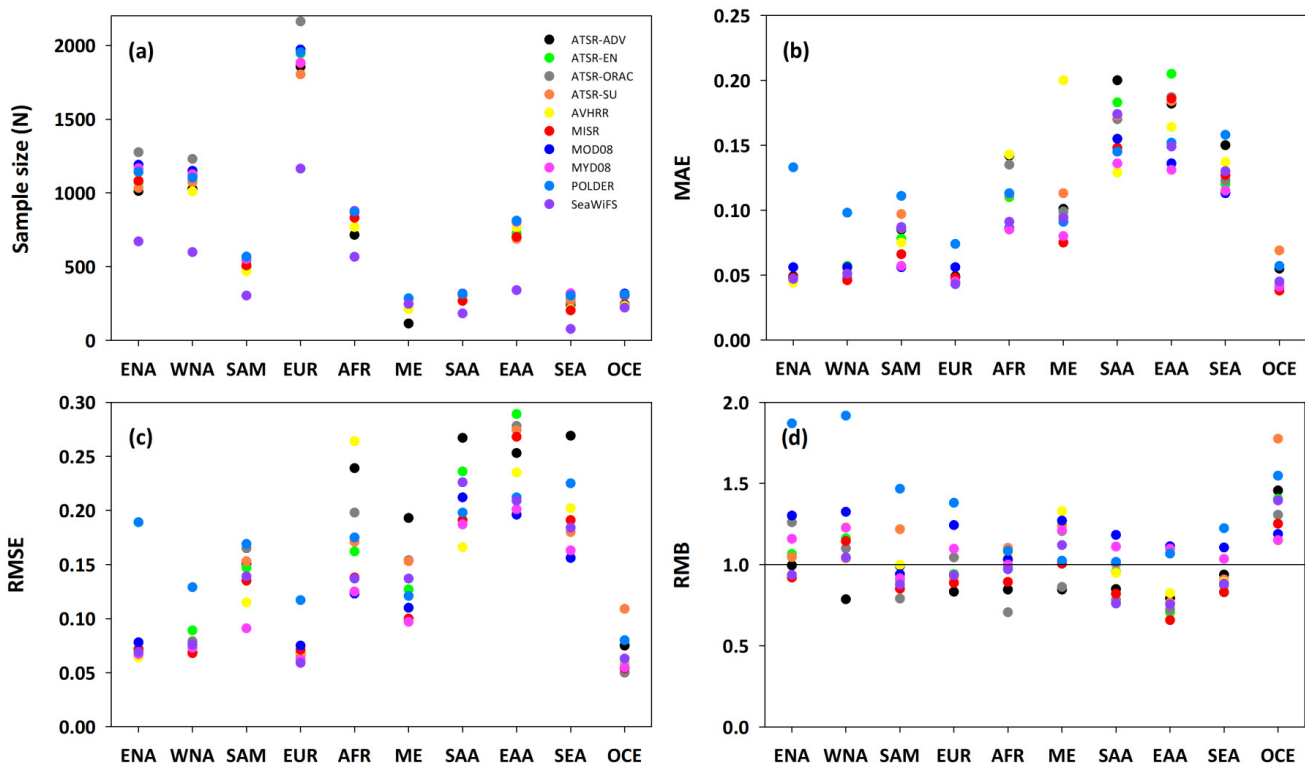 (a)
Sample size (N)
2000
1500
1000
500
0
ATSR-ADV
ATSR-EN
ATSR-ORAC
ATSR-SU
AVHRR
MISR
MOD08
MYD08
POLDER
SeaWiFS
ENA WNA SAM EUR AFR ME SAA EAA SEA OCE
(b)
MAE
0.25
0.20
0.15
0.10
0.05
0.00
ENA WNA SAM EUR AFR ME SAA EAA SEA OCE
(c)
RMSE
0.30
0.25
0.20
0.15
0.10
0.05
0.00
ENA WNA SAM EUR AFR ME SAA EAA SEA OCE
(d)
RMB
2.0
1.5
1.0
0.5
0.0
ENA WNA SAM EUR AFR ME SAA EAA SEA OCE